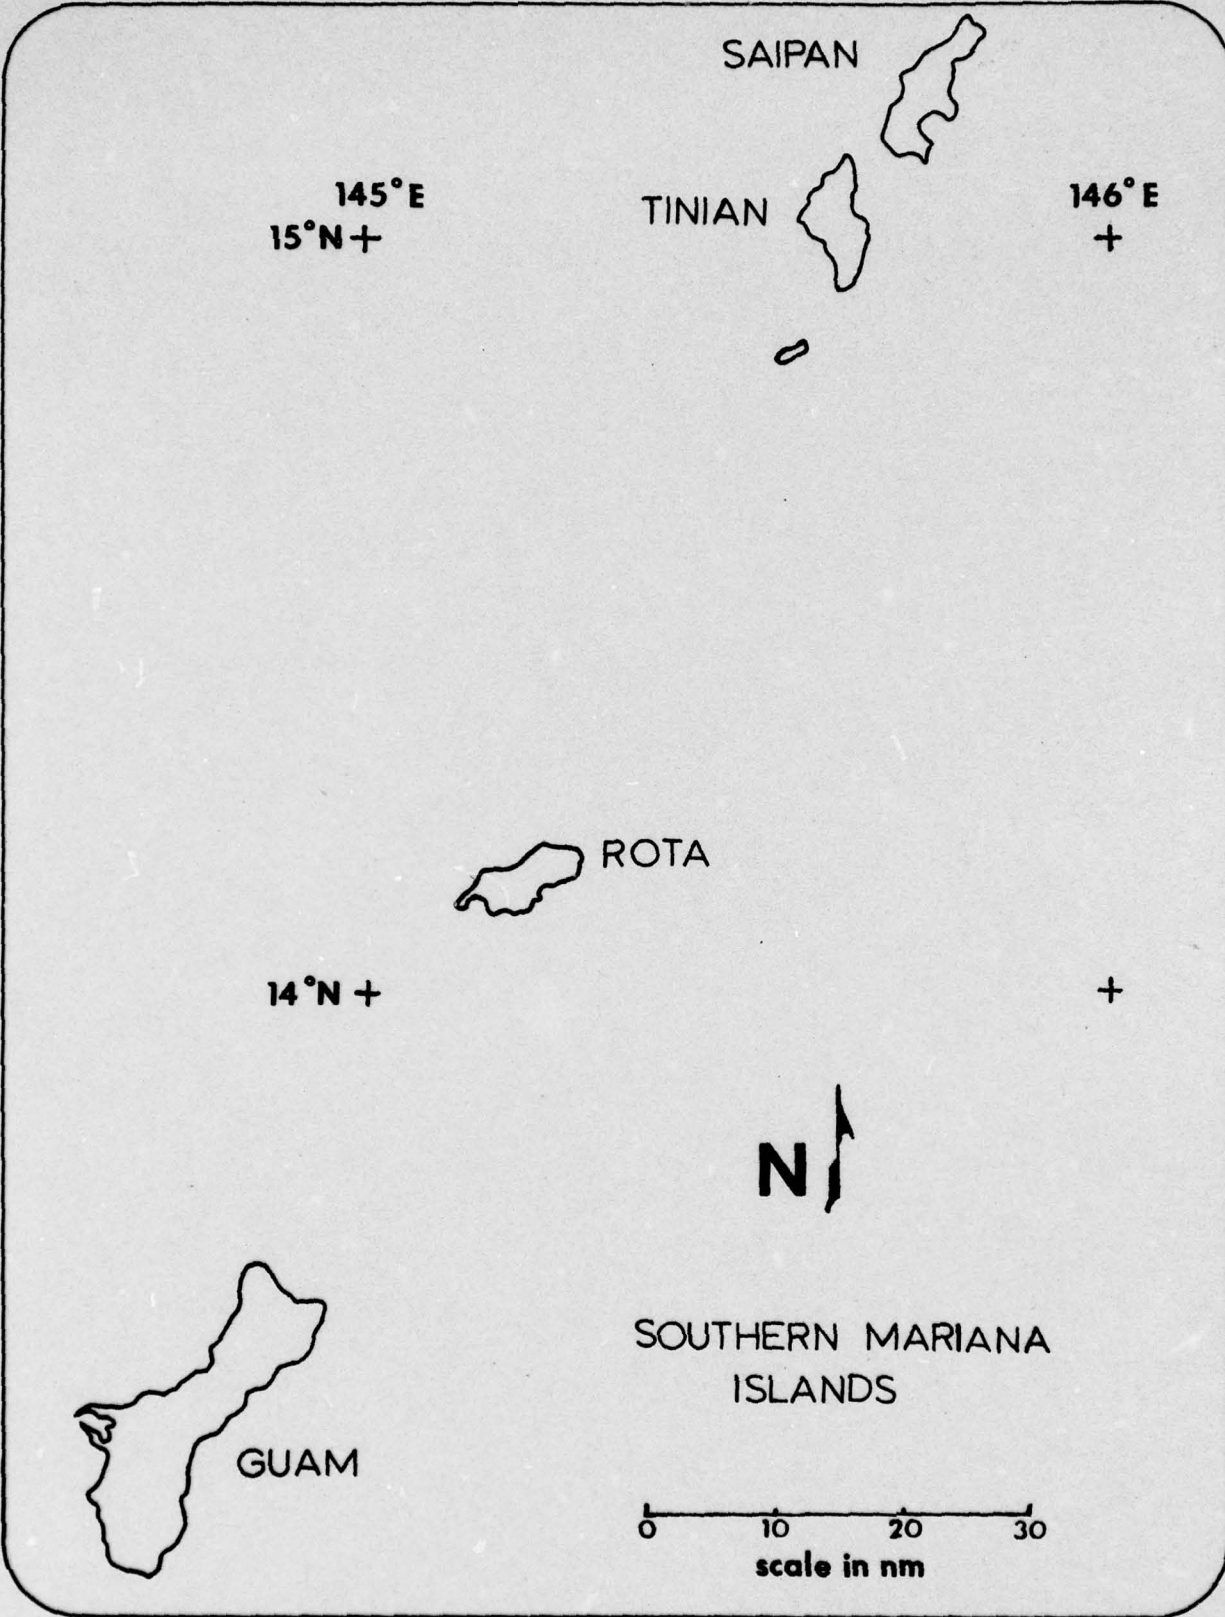 SAIPAN
145°E
146°E
TINIAN
15°N
ROTA
14°N
N
SOUTHERN MARIANA
ISLANDS
GUAM
0 10 20 30
scale in nm